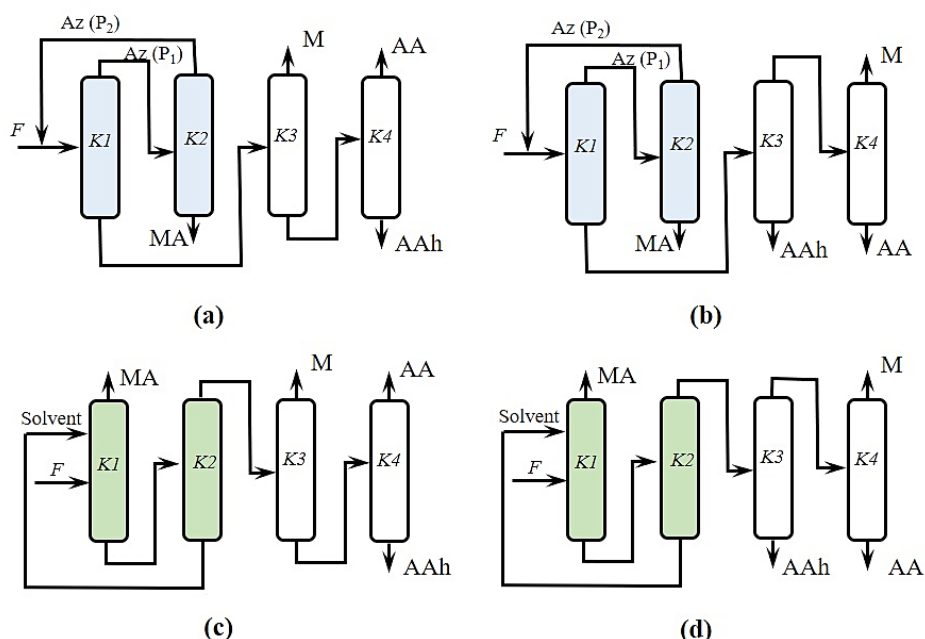 Az (P₂)
Az (P₁)
M
AA
F
K1
K2
K3
K4
MA
AAh
(a)
Az (P₂)
Az (P₁)
M
F
K1
K2
K3
K4
MA
AAh
AA
(b)
MA
M
AA
Solvent
F
K1
K2
K3
K4
AAh
(c)
MA
M
Solvent
F
K1
K2
K3
K4
AAh
AA
(d)